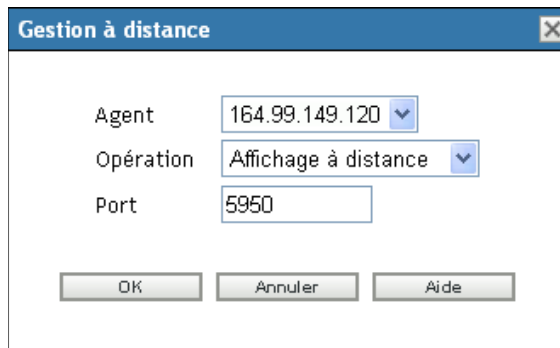 Gestion à distance
Agent 164.99.149.120
Opération Affichage à distance
Port 5950
OK Annuler Aide